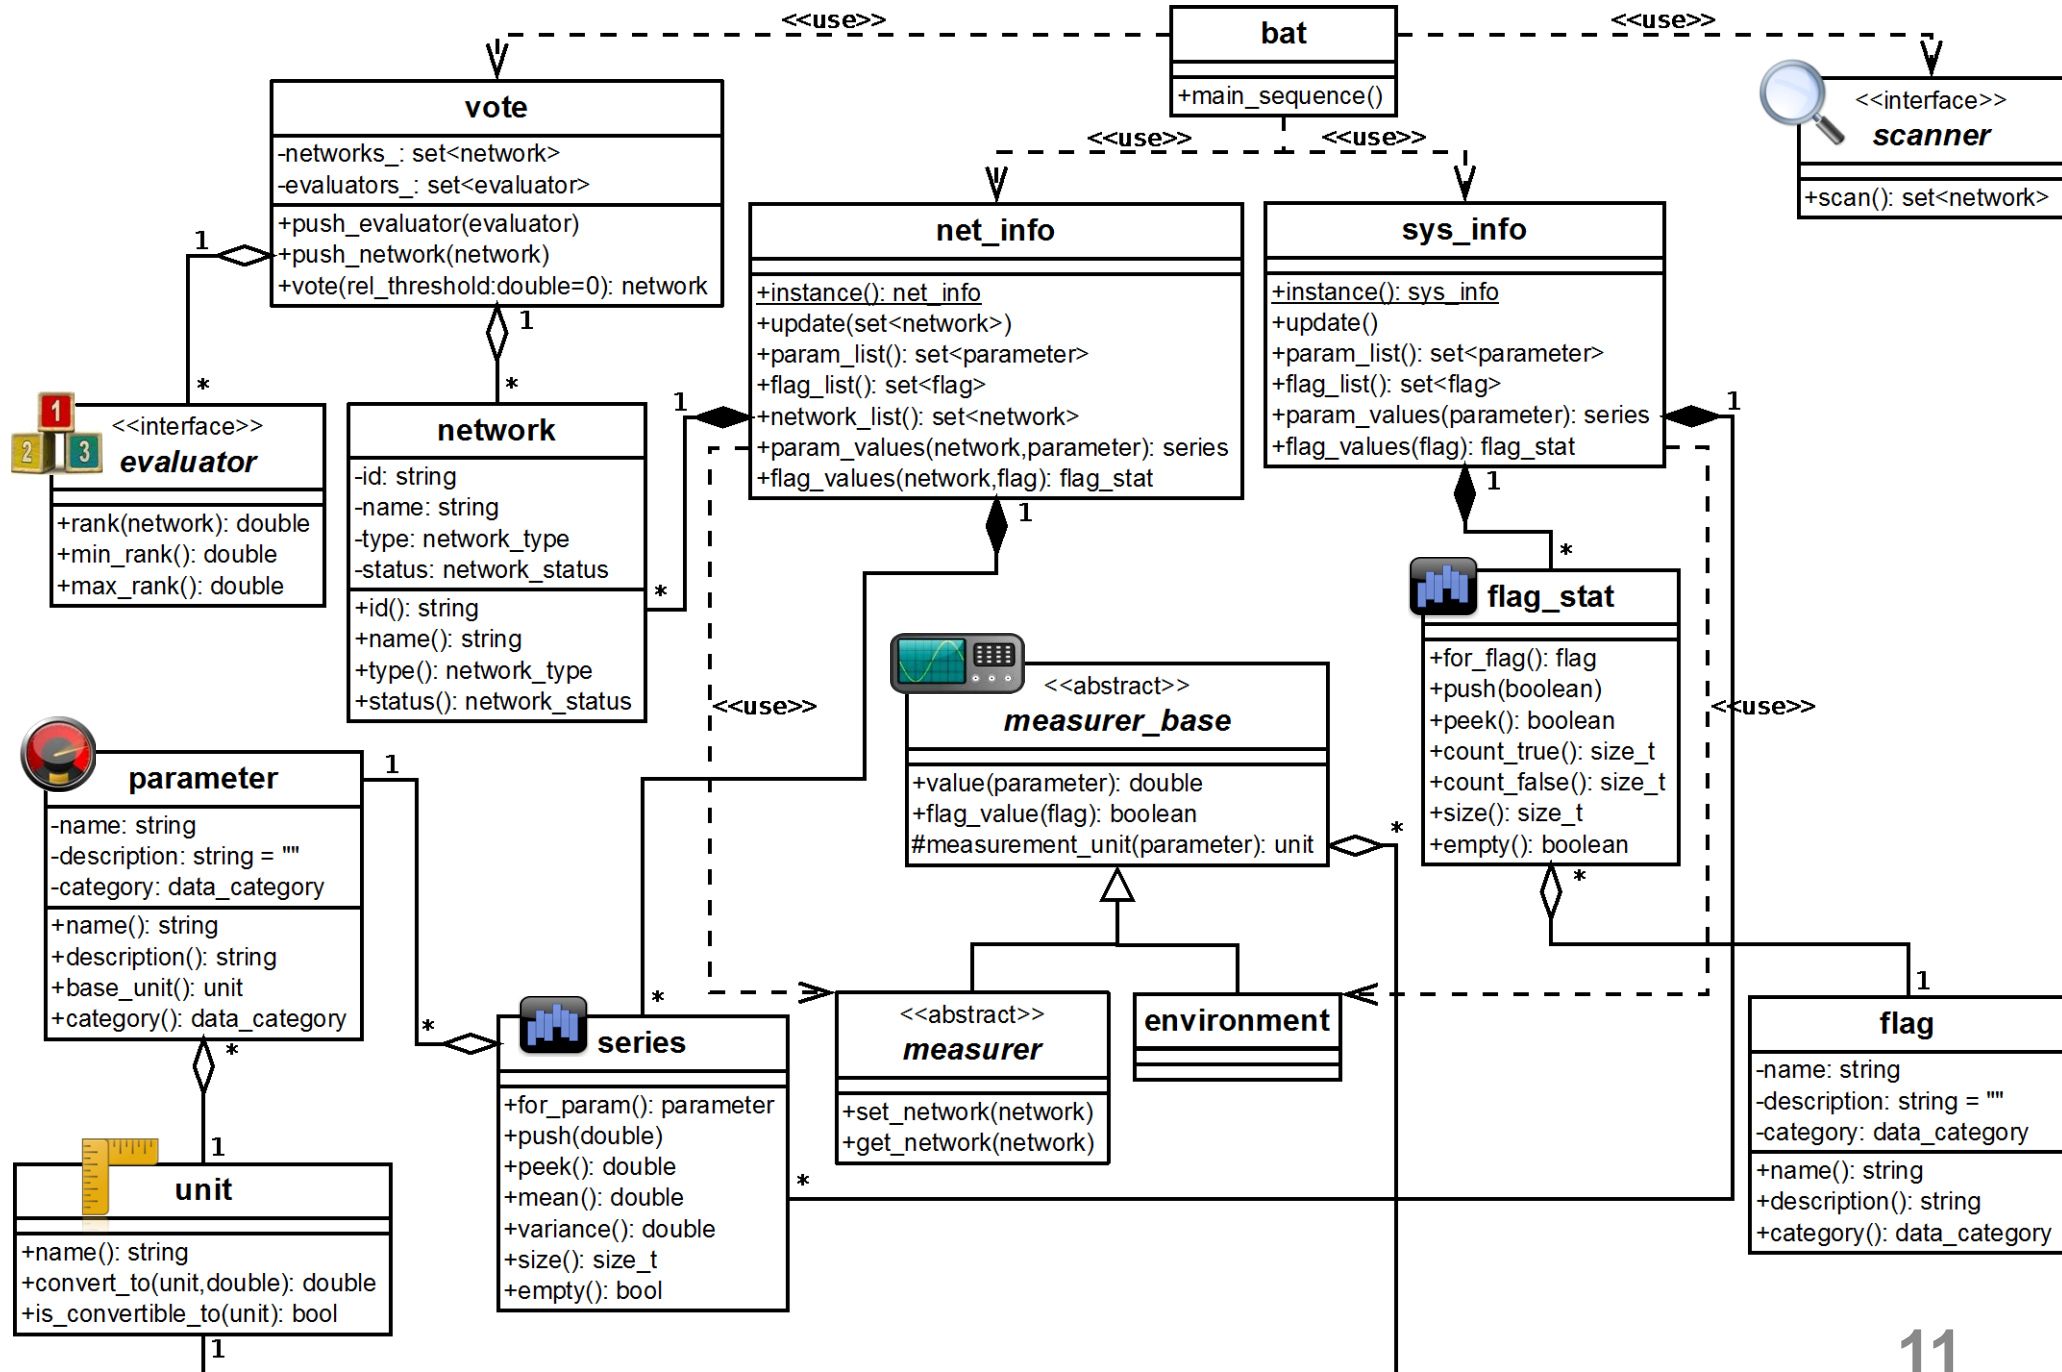 <<use>>
bat
+main_sequence()
<<use>>
<<use>>
<<use>>
vote
-networks_: set<network>
-evaluators_: set<evaluator>
+push_evaluator(evaluator)
+push_network(network)
+vote(rel_threshold:double=0): network
1
1
*
*
<<interface>>
scanner
+scan(): set<network>
net_info
+instance(): net_info
+update(set<network>)
+param_list(): set<parameter>
+flag_list(): set<flag>
+network_list(): set<network>
+param_values(network,parameter): series
+flag_values(network,flag): flag_stat
1
*
1
*
<<use>>
sys_info
+instance(): sys_info
+update()
+param_list(): set<parameter>
+flag_list(): set<flag>
+param_values(parameter): series
+flag_values(flag): flag_stat
1
*
1
*
<<use>>
1
2
3
<<interface>>
evaluator
+rank(network): double
+min_rank(): double
+max_rank(): double
network
-id: string
-name: string
-type: network_type
-status: network_status
+id(): string
+name(): string
+type(): network_type
+status(): network_status
<<abstract>>
measurer_base
+value(parameter): double
+flag_value(flag): boolean
#measurement_unit(parameter): unit
*
flag_stat
+for_flag(): flag
+push(boolean)
+peek(): boolean
+count_true(): size_t
+count_false(): size_t
+size(): size_t
+empty(): boolean
*
1
parameter
-name: string
-description: string = ""
-category: data_category
+name(): string
+description(): string
+base_unit(): unit
+category(): data_category
1
*
*
1
series
+for_param(): parameter
+push(double)
+peek(): double
+mean(): double
+variance(): double
+size(): size_t
+empty(): bool
<<abstract>>
measurer
+set_network(network)
+get_network(network)
environment
flag
-name: string
-description: string = ""
-category: data_category
+name(): string
+description(): string
+category(): data_category
unit
+name(): string
+convert_to(unit,double): double
+is_convertible_to(unit): bool
1
11